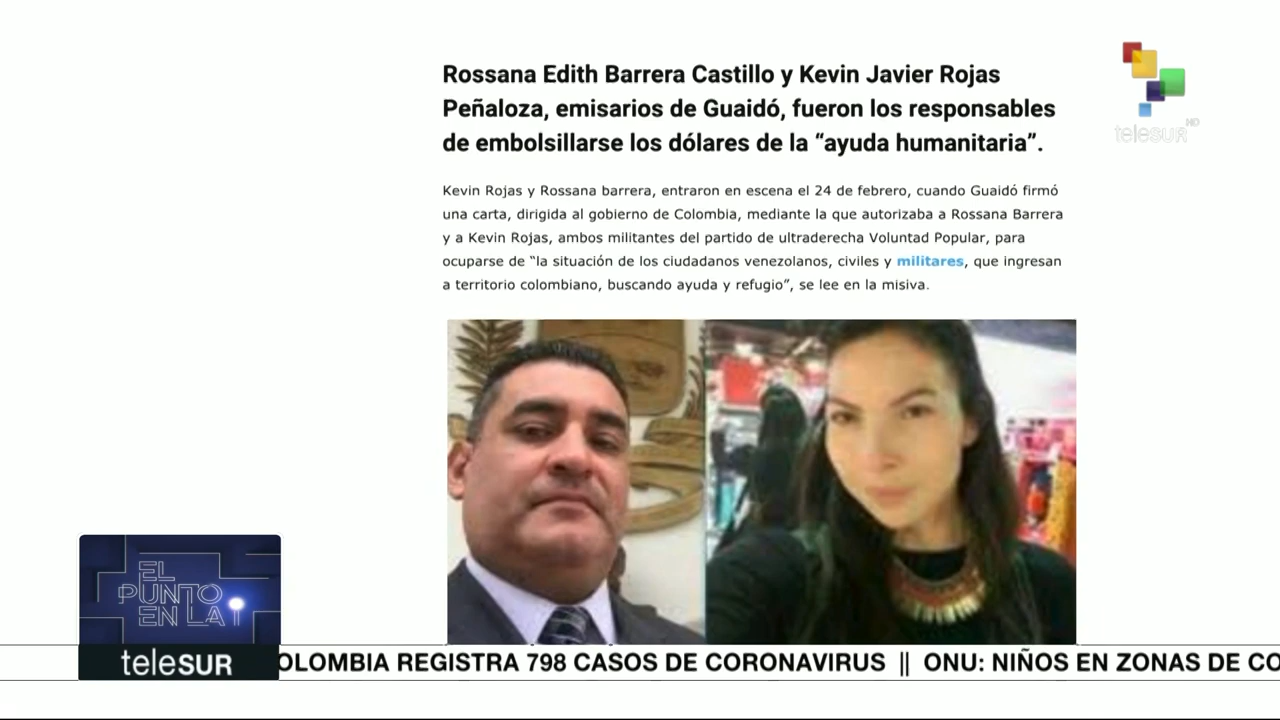 Rossana Edith Barrera Castillo y Kevin Javier Rojas
Peñaloza, emisarios de Guaidó, fueron los responsables
de embolsillarse los dólares de la “ayuda humanitaria”.
Kevin Rojas y Rossana barrera, entraron en escena el 24 de febrero, cuando Guaidó firmó
una carta, dirigida al gobierno de Colombia, mediante la que autorizaba a Rossana Barrera
y a Kevin Rojas, ambos militantes del partido de ultraderecha Voluntad Popular, para
ocuparse de “la situación de los ciudadanos venezolanos, civiles y militares, que ingresan
a territorio colombiano, buscando ayuda y refugio”, se lee en la misiva.
teleSUR HD
EL
PUNTO
EN LA i
teleSUR
OLOMBIA REGISTRA 798 CASOS DE CORONAVIRUS || ONU: NIÑOS EN ZONAS DE CO